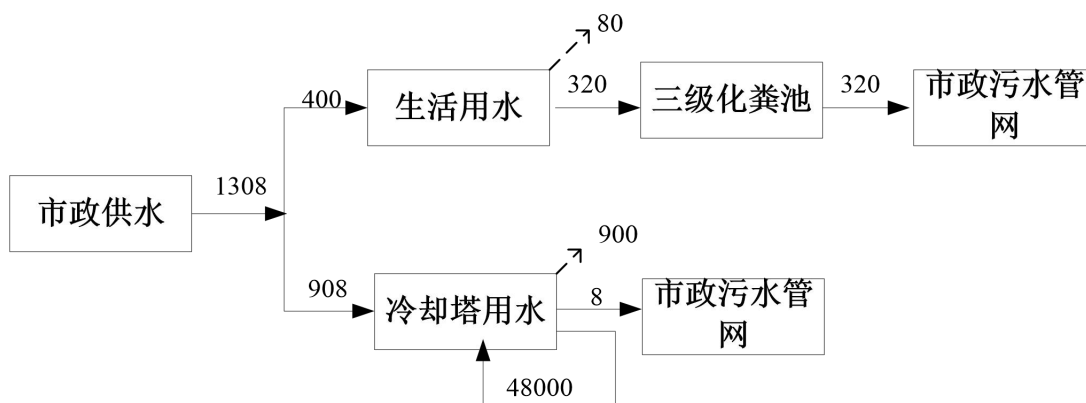 80
400
生活用水
320
三级化粪池
320
市政污水管
网
市政供水
1308
900
908
冷却塔用水
8
市政污水管
网
48000